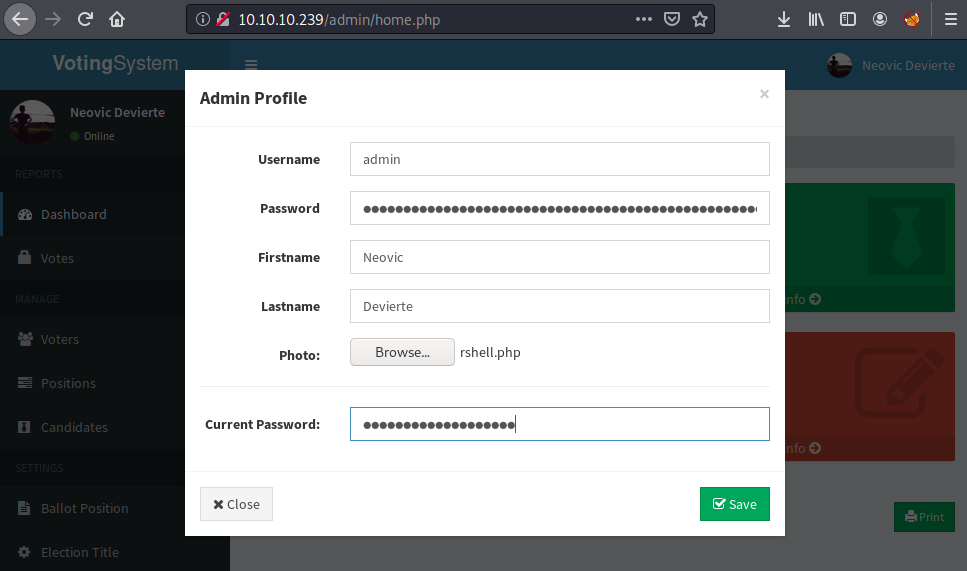 10.10.10.239/admin/home.php
VotingSystem
Neovic Devierte
Neovic Devierte
Online
REPORTS
Dashboard
Votes
MANAGE
Voters
Positions
Candidates
SETTINGS
Ballot Position
Election Title
Admin Profile
×
Username
admin
Password
Firstname
Neovic
Lastname
Devierte
Photo:
Browse...
rshell.php
Current Password:
Close
Save
info
info
Print